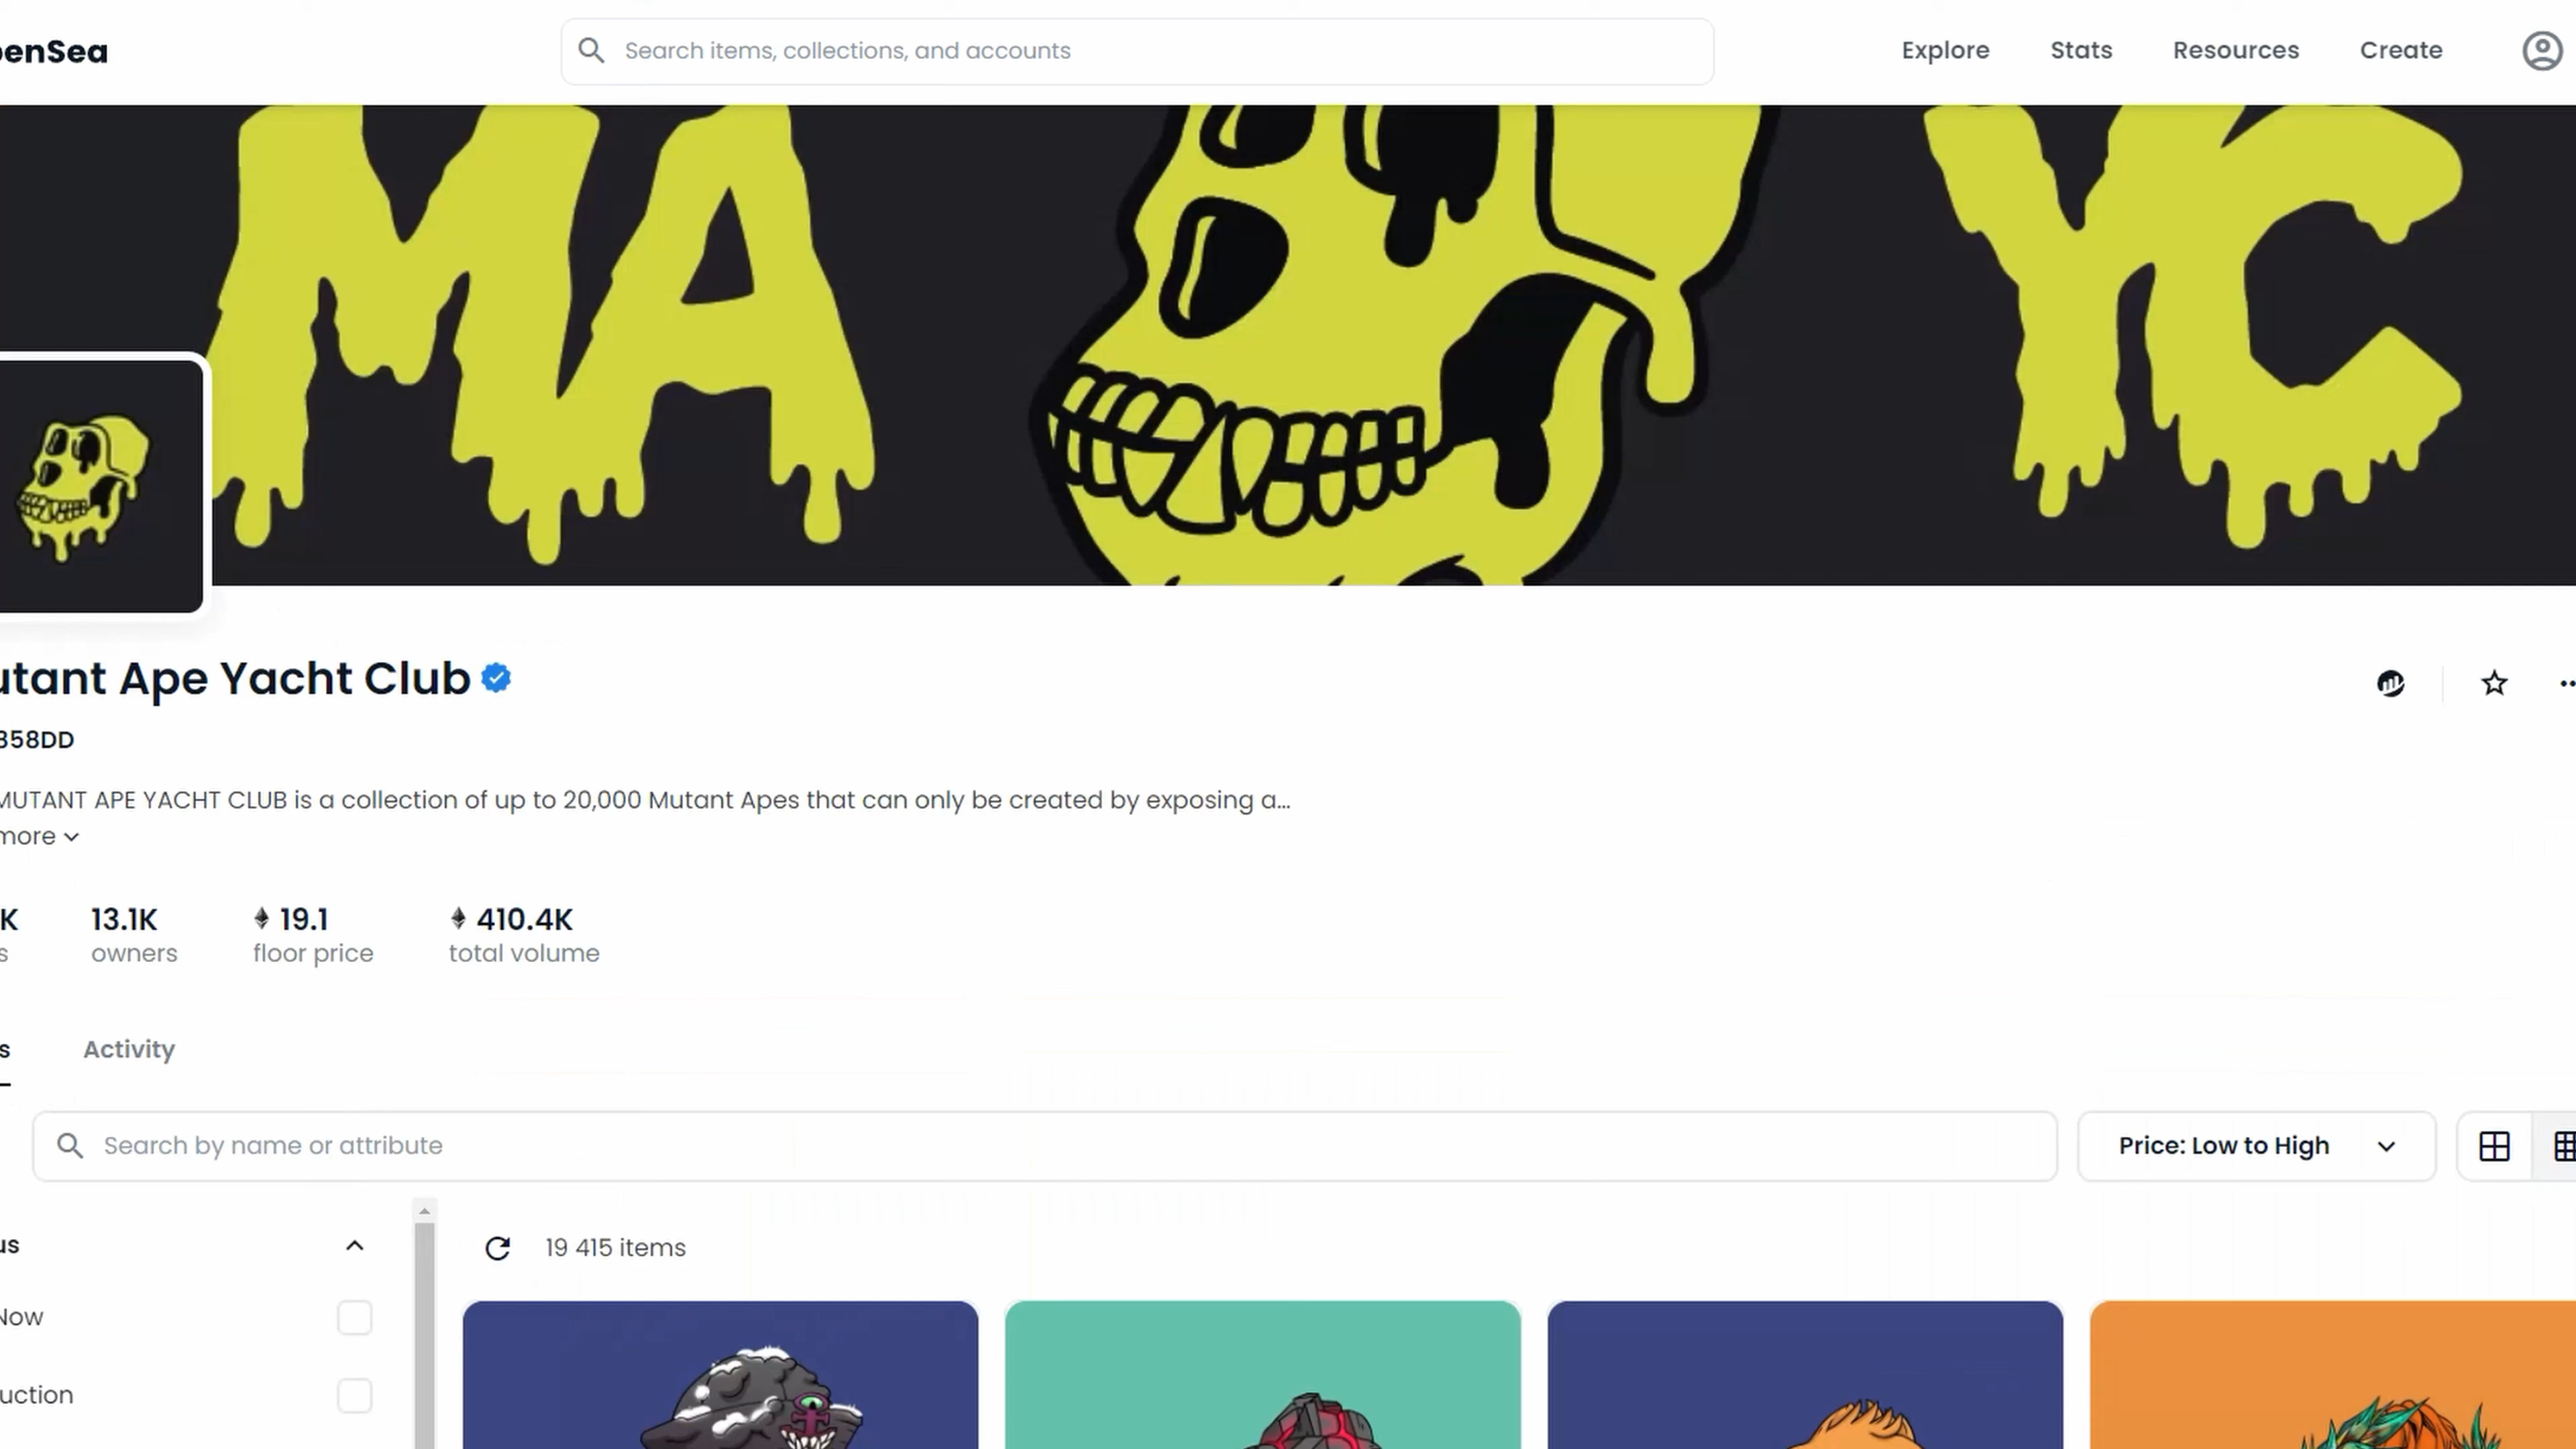 penSea
Search items, collections, and accounts
Explore
Stats
Resources
Create
MA
YC
utant Ape Yacht Club
358DD
MUTANT APE YACHT CLUB is a collection of up to 20,000 Mutant Apes that can only be created by exposing a...
more
K
13.1K
19.1
410.4K
s
owners
floor price
total volume
s
Activity
Search by name or attribute
Price: Low to High
us
19 415 items
Now
uction